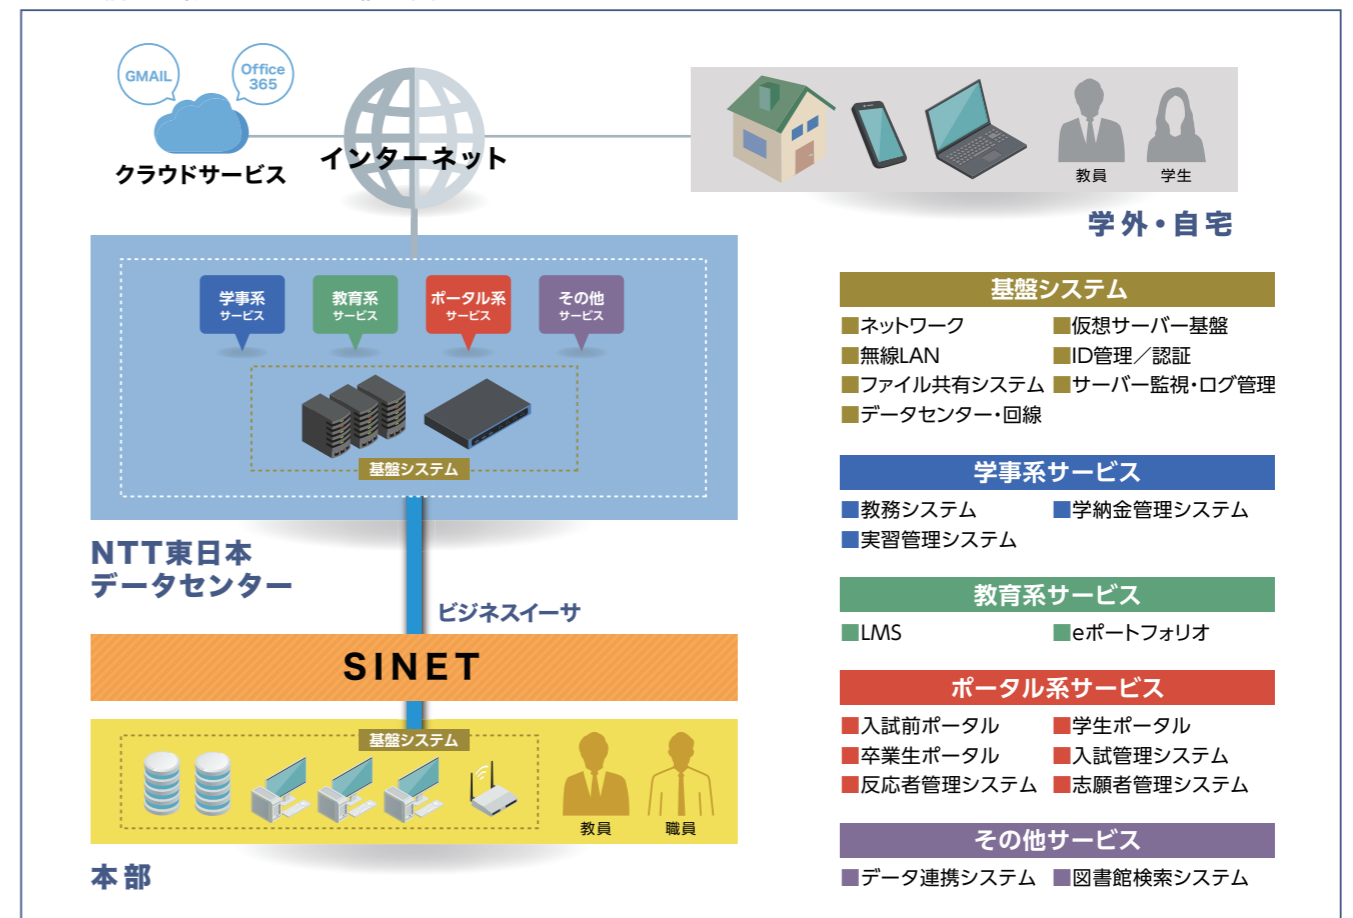 GMAIL
Office
365
クラウドサービス
インターネット
教員
学生
学外・自宅
学事系
サービス
教育系
サービス
ポータル系
サービス
その他
サービス
基盤システム
NTT東日本
データセンター
ビジネスイーサ
SINET
基盤システム
教員
職員
本部
基盤システム
■ネットワーク ■仮想サーバー基盤
■無線LAN ■ID管理／認証
■ファイル共有システム ■サーバー監視・ログ管理
■データセンター・回線
学事系サービス
■教務システム ■学納金管理システム
■実習管理システム
教育系サービス
■LMS ■eポートフォリオ
ポータル系サービス
■入試前ポータル ■学生ポータル
■卒業生ポータル ■入試管理システム
■反応者管理システム ■志願者管理システム
その他サービス
■データ連携システム ■図書館検索システム